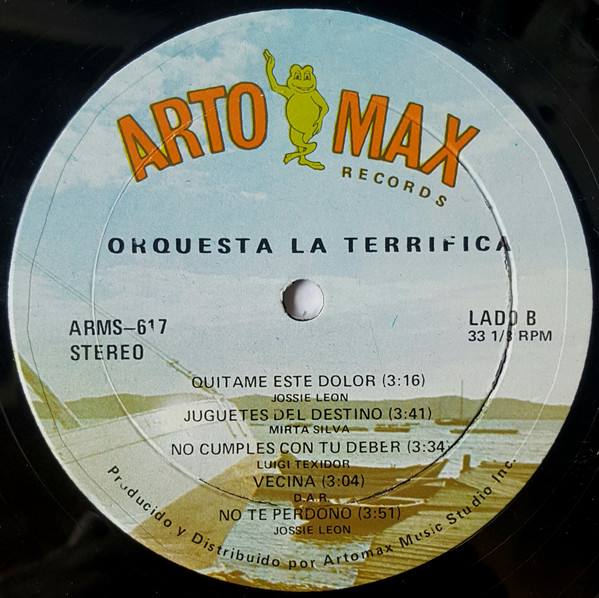 ARTO MAX
RECORDS
ORQUESTA LA TERRIFICA
ARMS-617
STEREO
LADO B
33 1/3 RPM
QUITAME ESTE DOLOR (3:16)
JOSSIE LEON
JUGUETES DEL DESTINO (3:41)
MIRTA SILVA
NO CUMPLES CON TU DEBER (3:34)
LUIGI TEXIDOR
VECINA (3:04)
D.A.R.
NO TE PERDONO (3:51)
JOSSIE LEON
Producido y Distribuido por Artomax Music Studio Inc.